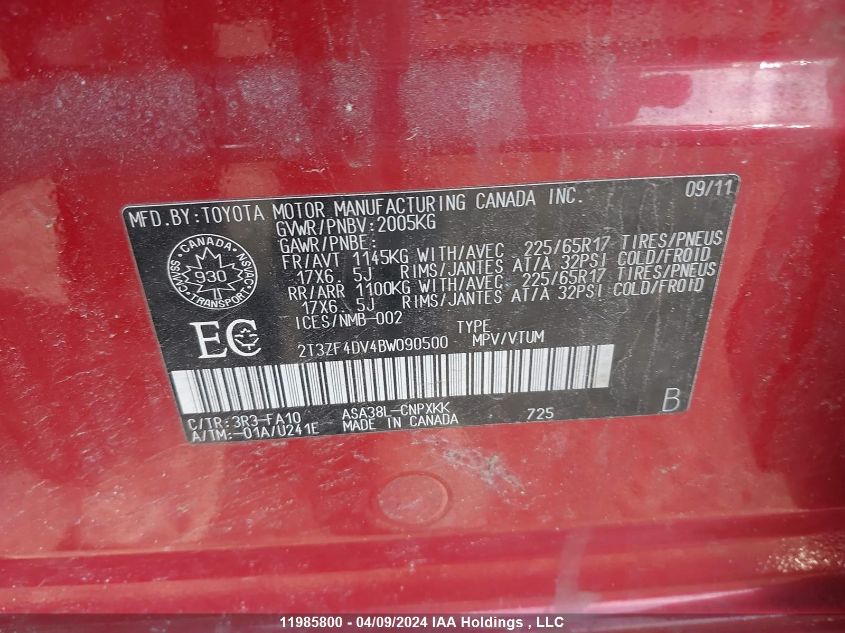 MFD.BY:TOYOTA MOTOR MANUFACTURING CANADA INC. 09/11
GVWR/PNBV:2005KG
GAWR/PNBE:
FR/AVT 1145KG WITH/AVEC 225/65R17 TIRES/PNEUS
17X6. 5J RIMS/JANTES AT/A 32PSI COLD/FROID
RR/ARR 1100KG WITH/AVEC 225/65R17 TIRES/PNEUS
17X6. 5J RIMS/JANTES AT/A 32PSI COLD/FROID
ICES/NMB-002 TYPE
2T3ZF4DV4BW090500 MPV/VTUM
CANADA
CMVSS 930 NSVAC
TRANSPORT
EC
C/TR:3R3-FA10 ASA38L-CNPXKK 725 B
A/TM:-01A/U241E MADE IN CANADA
11985800 - 04/09/2024 IAA Holdings , LLC